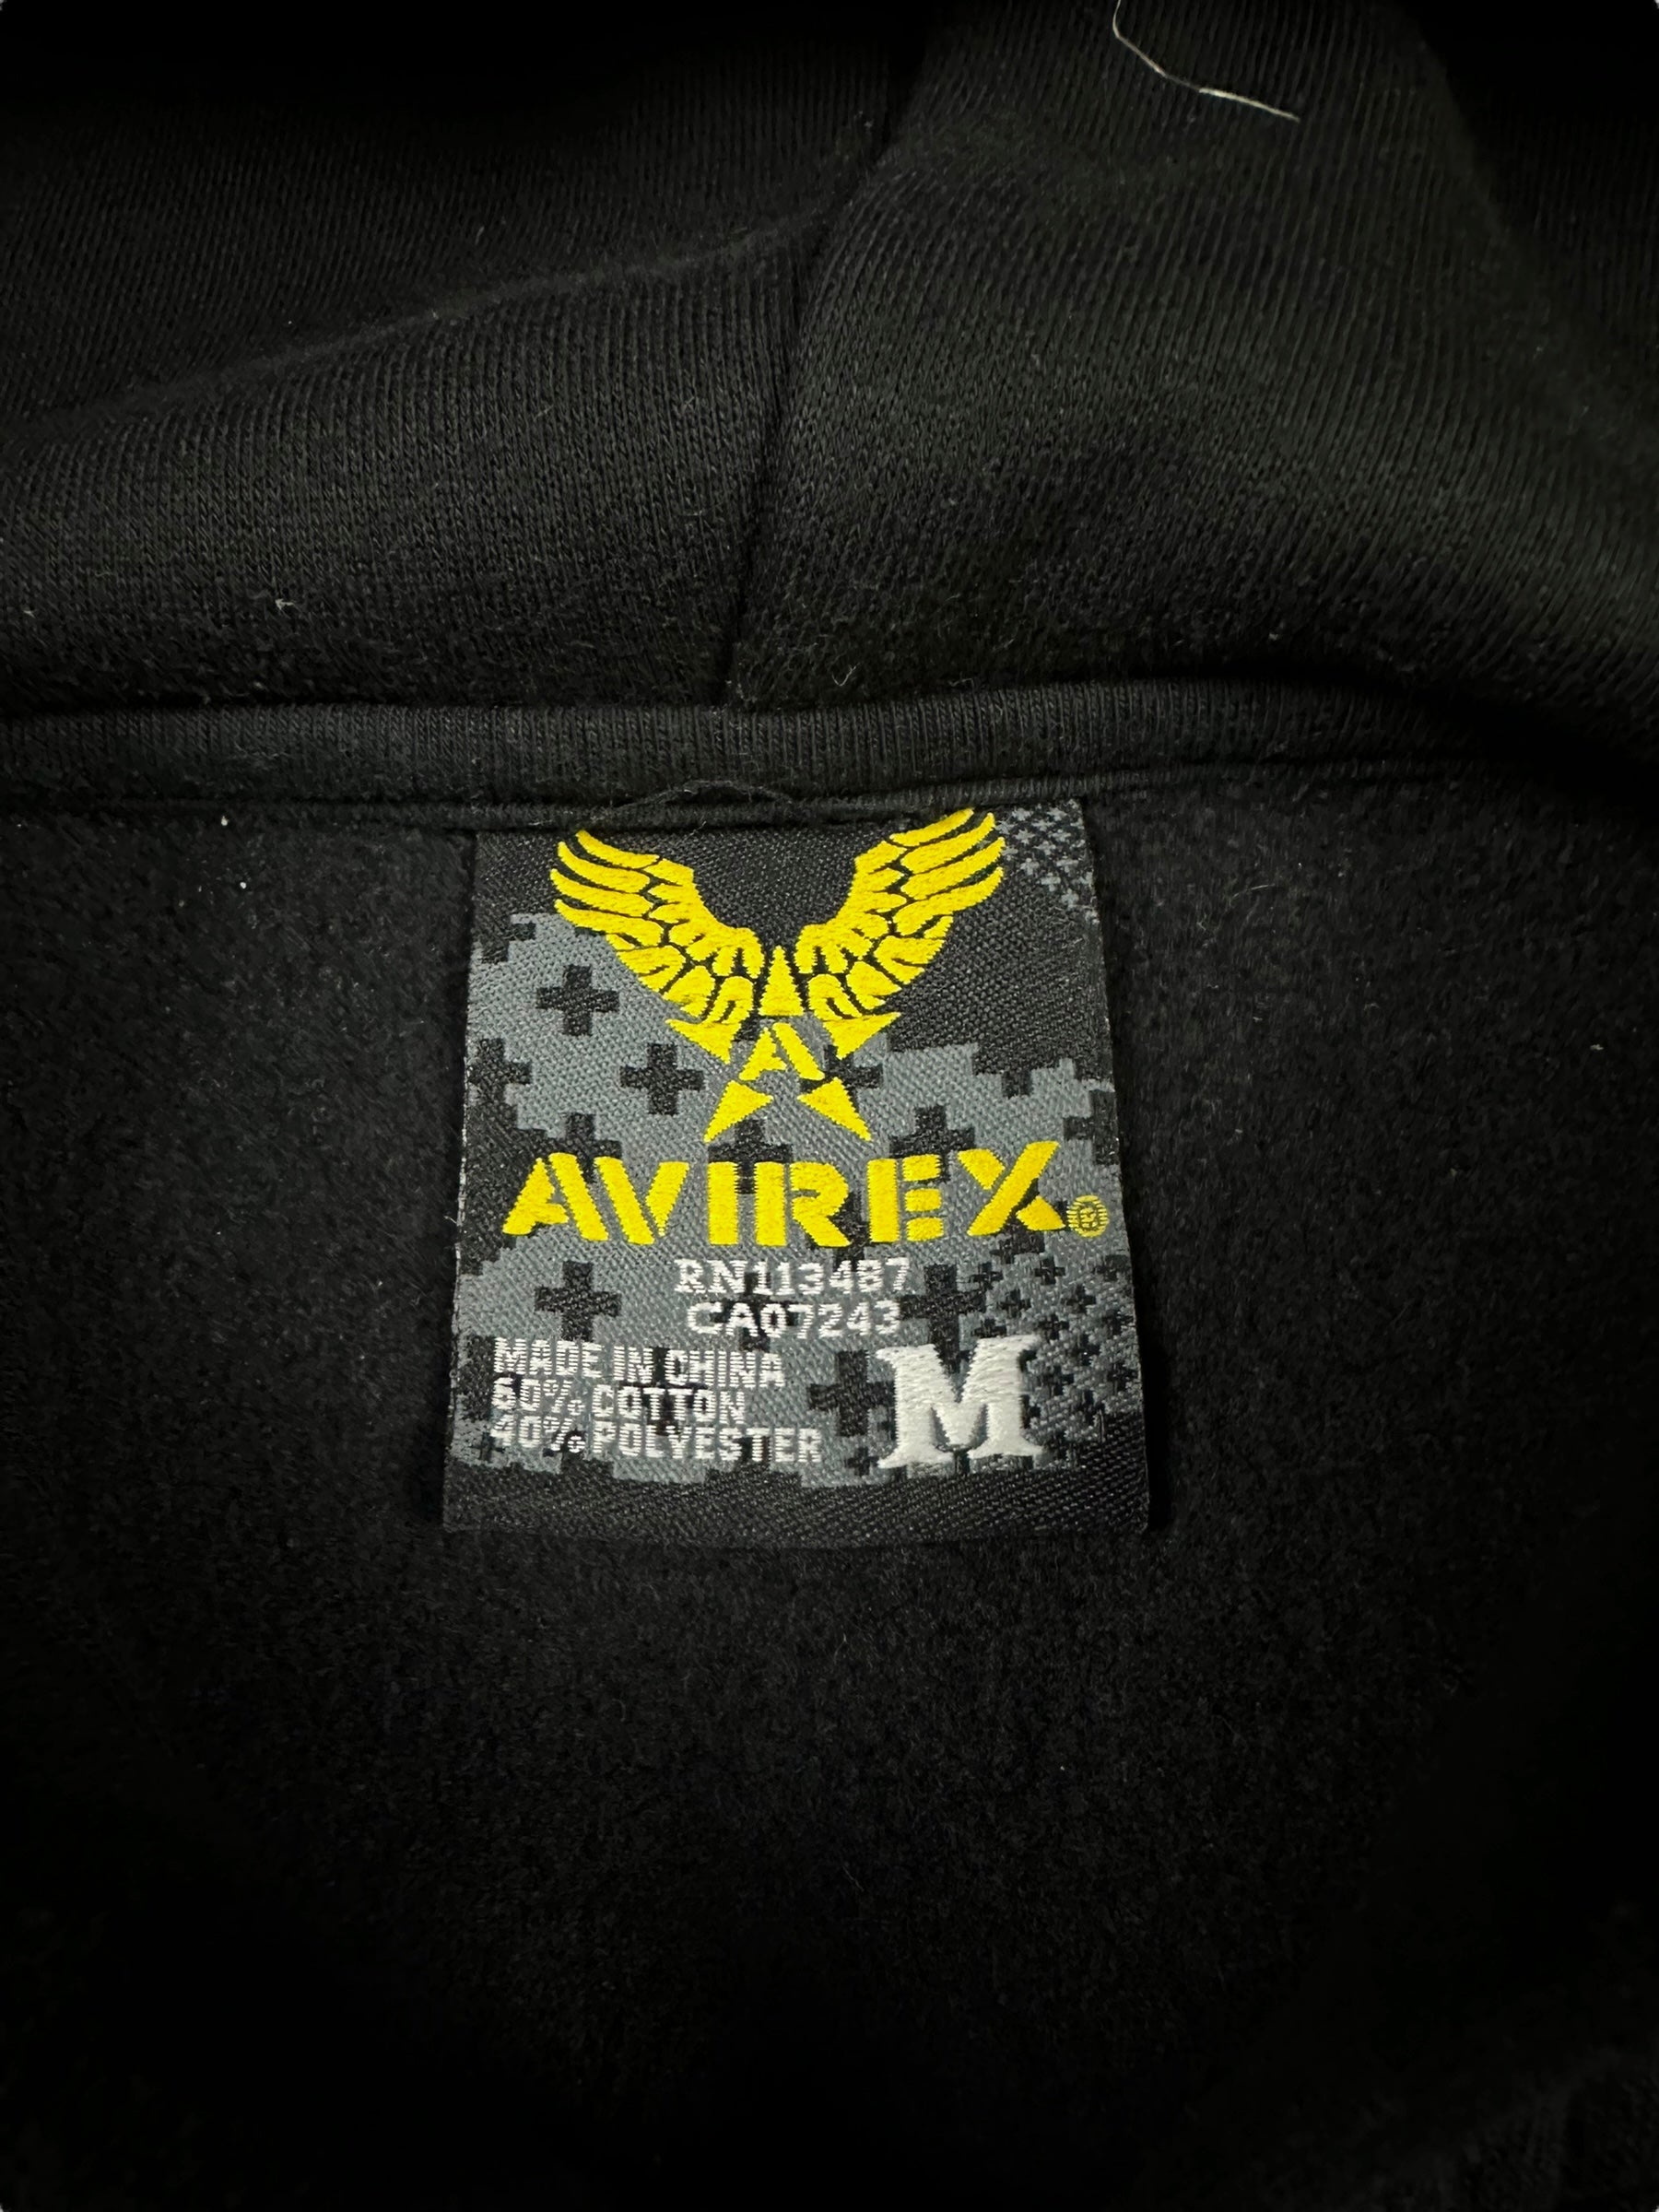 A
AVIREX®
RN113487
CA07243
MADE IN CHINA
60% COTTON
40% POLYESTER
M